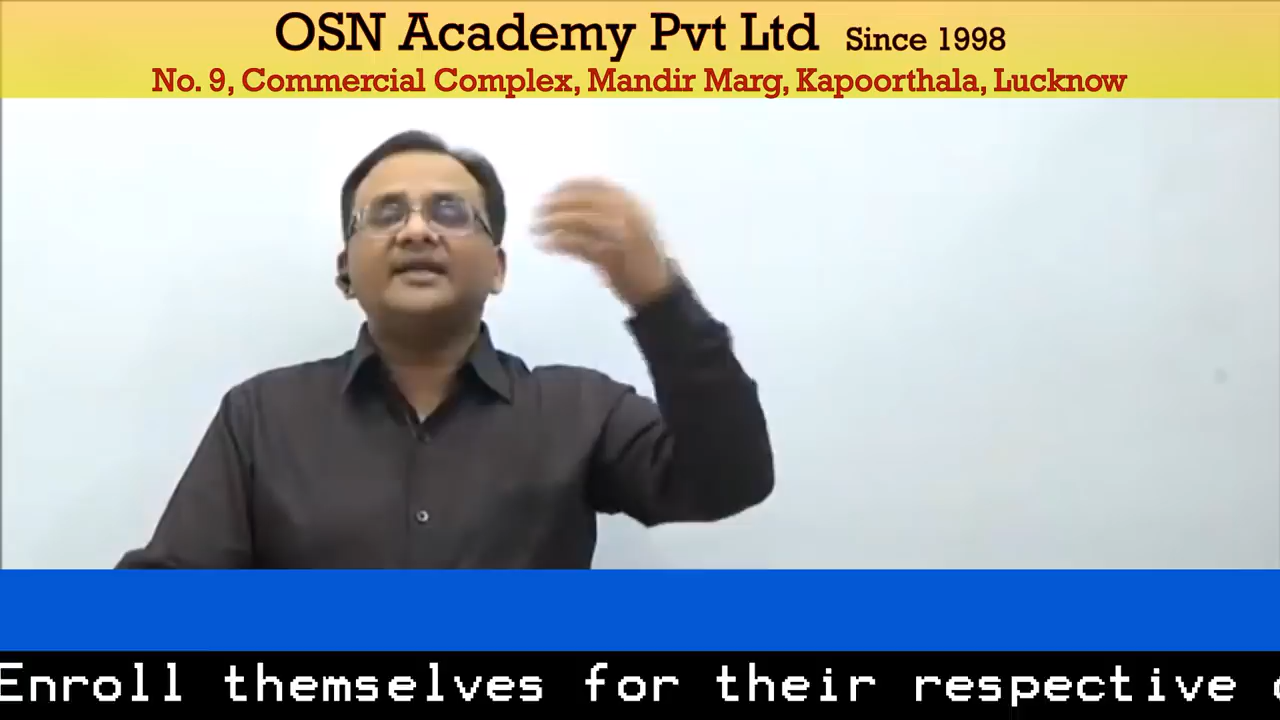 OSN Academy Pvt Ltd Since 1998
No. 9, Commercial Complex, Mandir Marg, Kapoorthala, Lucknow
Enroll themselves for their respective